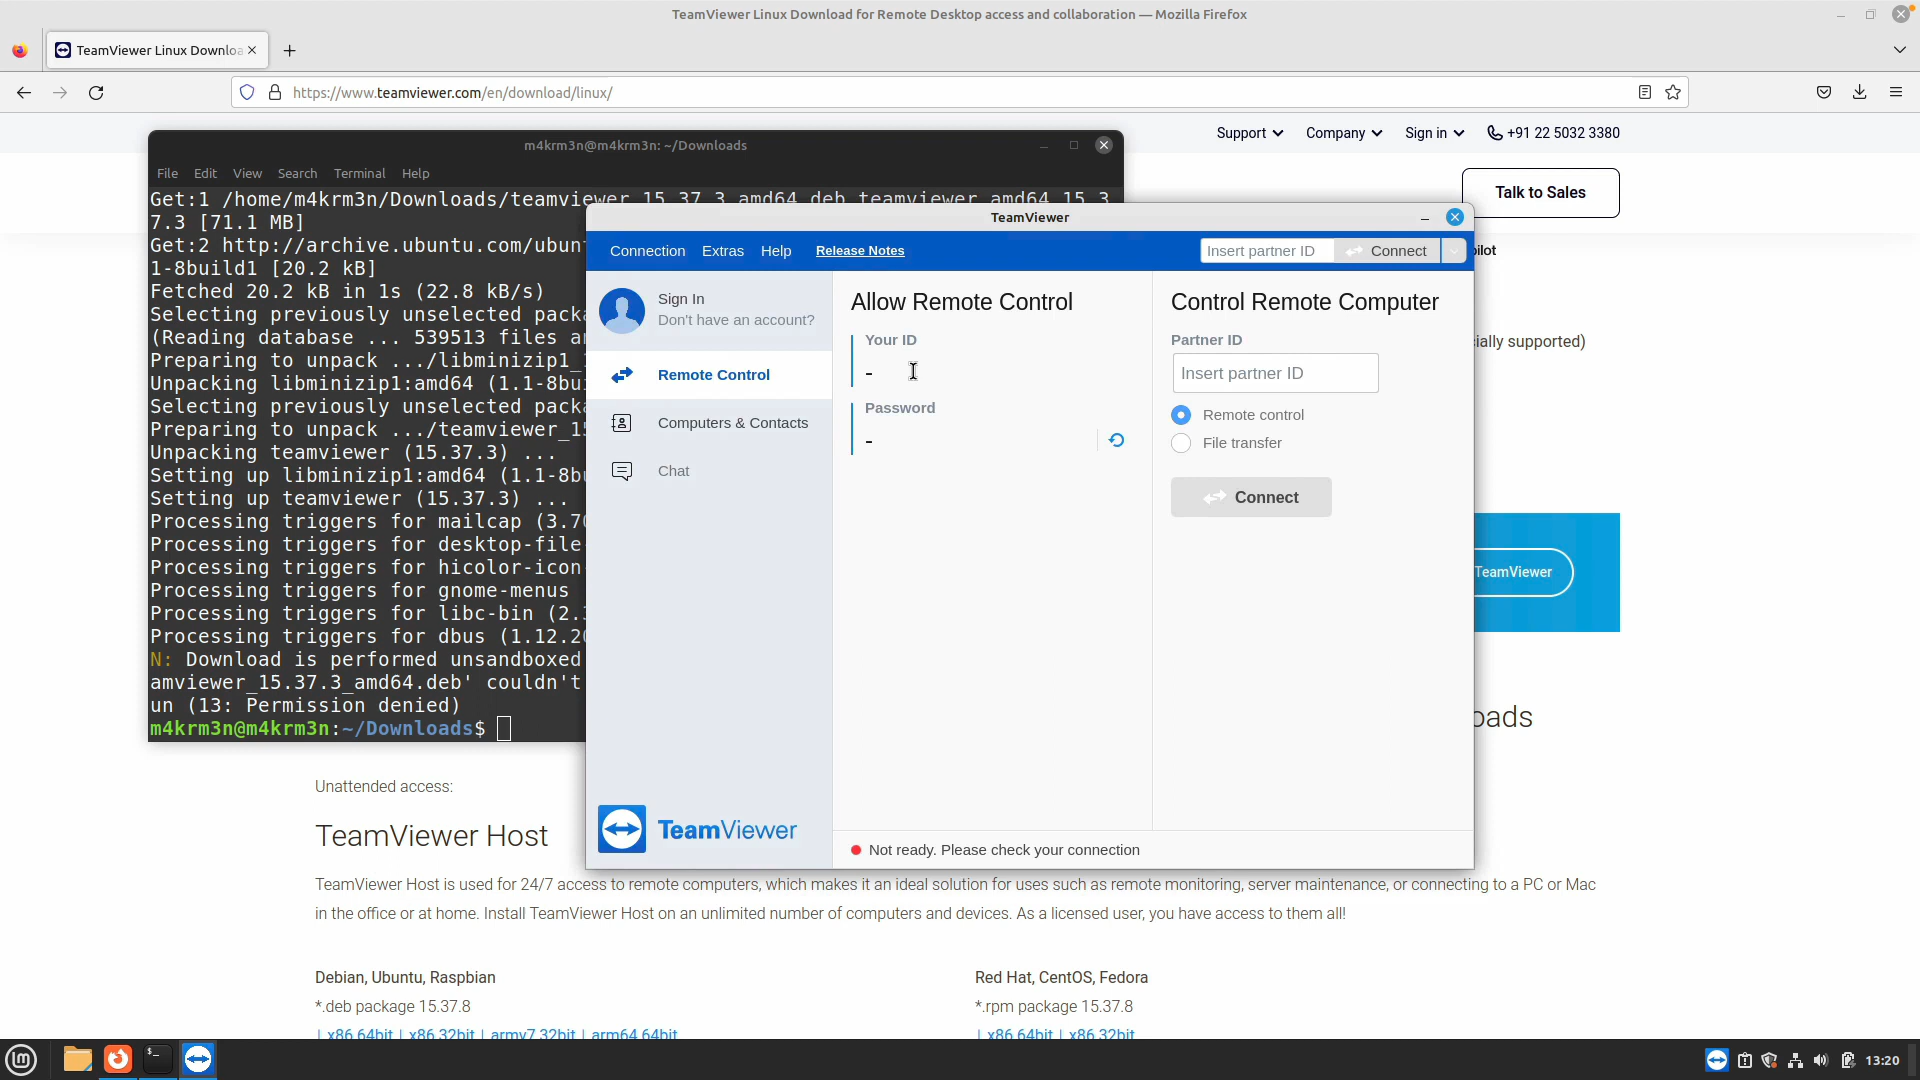 TeamViewer Linux Download for Remote Desktop access and collaboration — Mozilla Firefox
TeamViewer Linux Downloa
https://www.teamviewer.com/en/download/linux/
Support
Company
Sign in
+91 22 5032 3380
Talk to Sales
m4krm3n@m4krm3n: ~/Downloads
File Edit View Search Terminal Help
Get:1 /home/m4krm3n/Downloads/teamviewer_15.37.3_amd64.deb teamviewer amd64 15.3
7.3 [71.1 MB]
Get:2 http://archive.ubuntu.com/ubun
1-8build1 [20.2 kB]
Fetched 20.2 kB in 1s (22.8 kB/s)
Selecting previously unselected pack
(Reading database ... 539513 files a
Preparing to unpack .../libminizip1_
Unpacking libminizip1:amd64 (1.1-8bu
Selecting previously unselected pack
Preparing to unpack .../teamviewer_1
Unpacking teamviewer (15.37.3) ...
Setting up libminizip1:amd64 (1.1-8bu
Setting up teamviewer (15.37.3) ...
Processing triggers for mailcap (3.70
Processing triggers for desktop-file-
Processing triggers for hicolor-icon
Processing triggers for gnome-menus
Processing triggers for libc-bin (2.3
Processing triggers for dbus (1.12.20
N: Download is performed unsandboxed
amviewer_15.37.3_amd64.deb' couldn't
un (13: Permission denied)
m4krm3n@m4krm3n:~/Downloads$
TeamViewer
Connection Extras Help Release Notes
Insert partner ID
Connect
Sign In
Don't have an account?
Remote Control
Computers & Contacts
Chat
TeamViewer
Allow Remote Control
Your ID
-
Password
-
Control Remote Computer
Partner ID
Insert partner ID
Remote control
File transfer
Connect
Not ready. Please check your connection
ilot
ially supported)
TeamViewer
oads
Unattended access:
TeamViewer Host
TeamViewer Host is used for 24/7 access to remote computers, which makes it an ideal solution for uses such as remote monitoring, server maintenance, or connecting to a PC or Mac
in the office or at home. Install TeamViewer Host on an unlimited number of computers and devices. As a licensed user, you have access to them all!
Debian, Ubuntu, Raspbian
*.deb package 15.37.8
| x86 64bit | x86 32bit | armv7 32bit | arm64 64bit
Red Hat, CentOS, Fedora
*.rpm package 15.37.8
| x86 64bit | x86 32bit
13:20